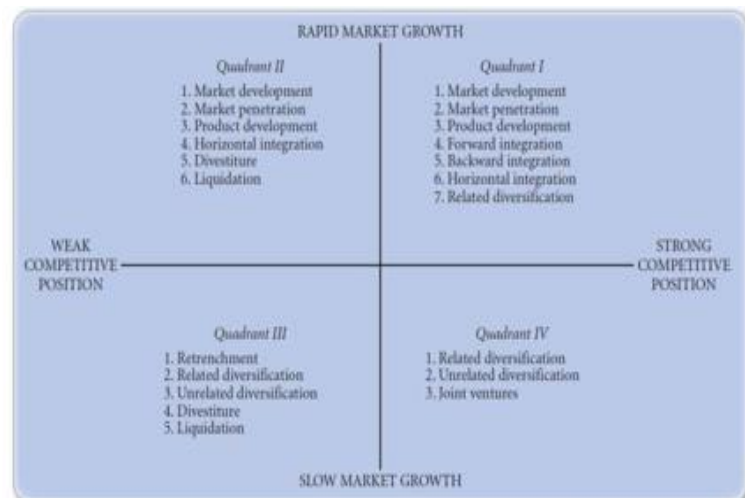 RAPID MARKET GROWTH
Quadrant II
1. Market development
2. Market penetration
3. Product development
4. Horizontal integration
5. Divestiture
6. Liquidation
Quadrant I
1. Market development
2. Market penetration
3. Product development
4. Forward integration
5. Backward integration
6. Horizontal integration
7. Related diversification
WEAK
COMPETITIVE
POSITION
STRONG
COMPETITIVE
POSITION
Quadrant III
1. Retrenchment
2. Related diversification
3. Unrelated diversification
4. Divestiture
5. Liquidation
Quadrant IV
1. Related diversification
2. Unrelated diversification
3. Joint ventures
SLOW MARKET GROWTH